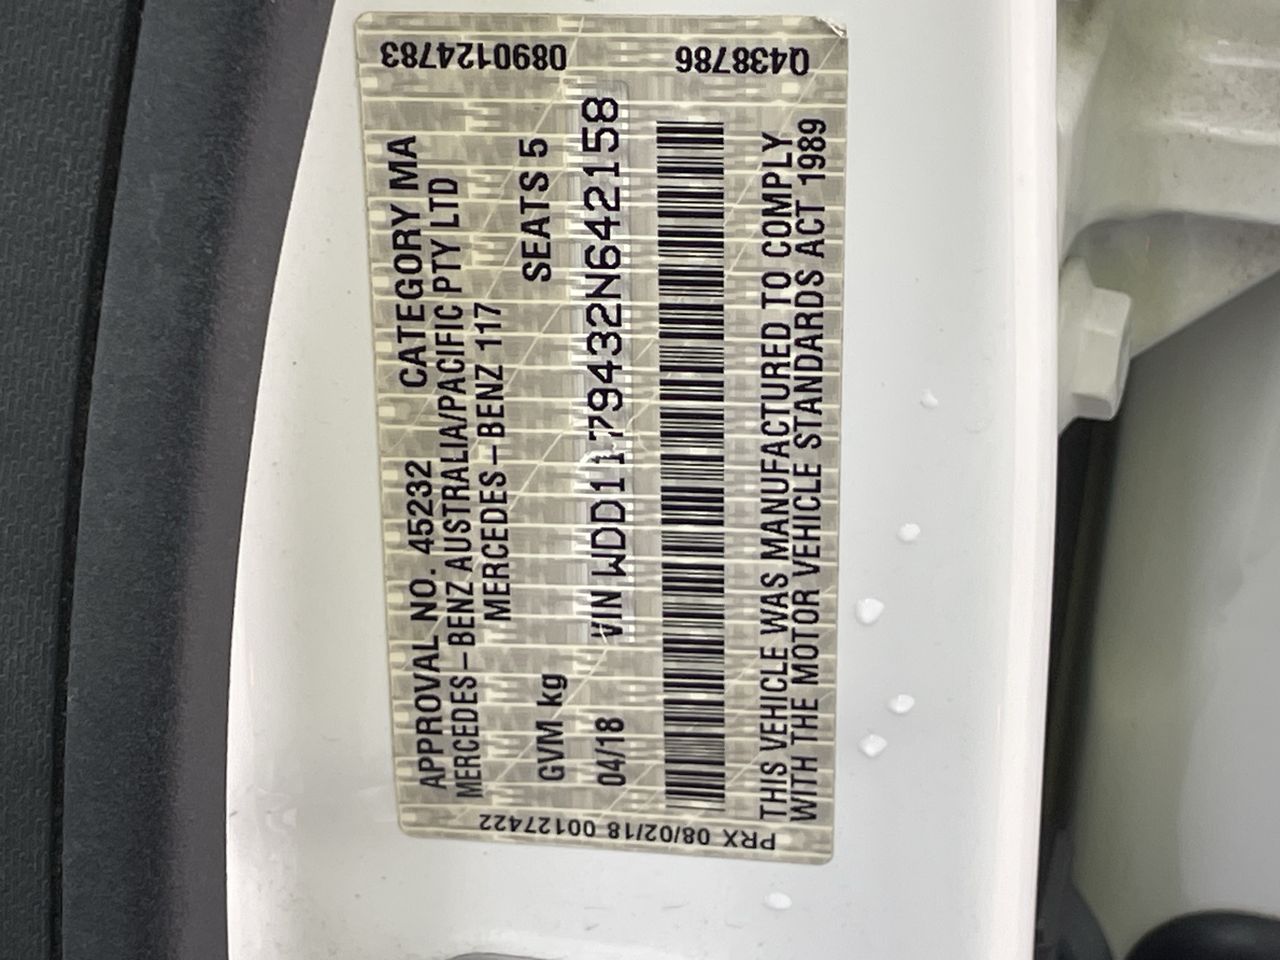 APPROVAL NO. 45232 CATEGORY MA
MERCEDES-BENZ AUSTRALIA/PACIFIC PTY LTD
MERCEDES-BENZ 117
GVM kg SEATS 5
04/18 VIN WDD1179432N642158
THIS VEHICLE WAS MANUFACTURED TO COMPLY
WITH THE MOTOR VEHICLE STANDARDS ACT 1989
0890124783 Q438786
PRX 08/02/18 00127422